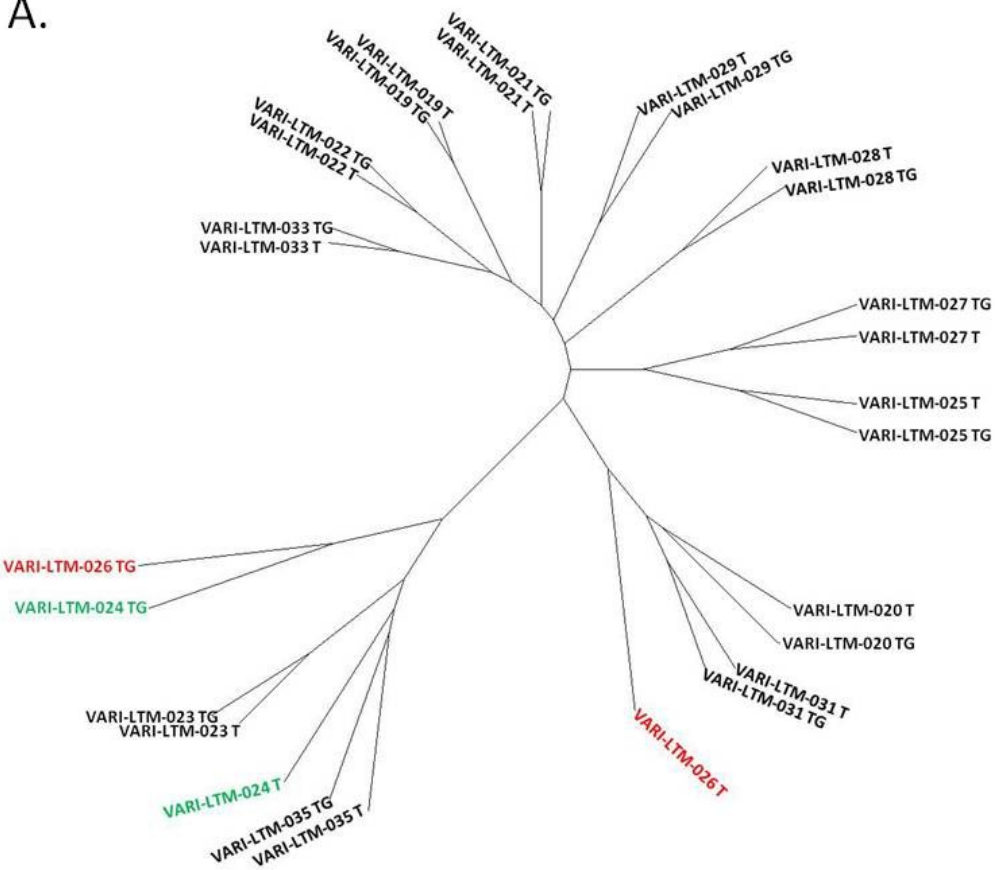 A.
VARI-LTM-021 TG
VARI-LTM-021 T
VARI-LTM-019 T
VARI-LTM-019 TG
VARI-LTM-029 T
VARI-LTM-029 TG
VARI-LTM-022 TG
VARI-LTM-022 T
VARI-LTM-028 T
VARI-LTM-028 TG
VARI-LTM-033 TG
VARI-LTM-033 T
VARI-LTM-027 TG
VARI-LTM-027 T
VARI-LTM-025 T
VARI-LTM-025 TG
VARI-LTM-026 TG
VARI-LTM-024 TG
VARI-LTM-020 T
VARI-LTM-020 TG
VARI-LTM-031 T
VARI-LTM-031 TG
VARI-LTM-023 TG
VARI-LTM-023 T
VARI-LTM-026 T
VARI-LTM-024 T
VARI-LTM-035 TG
VARI-LTM-035 T